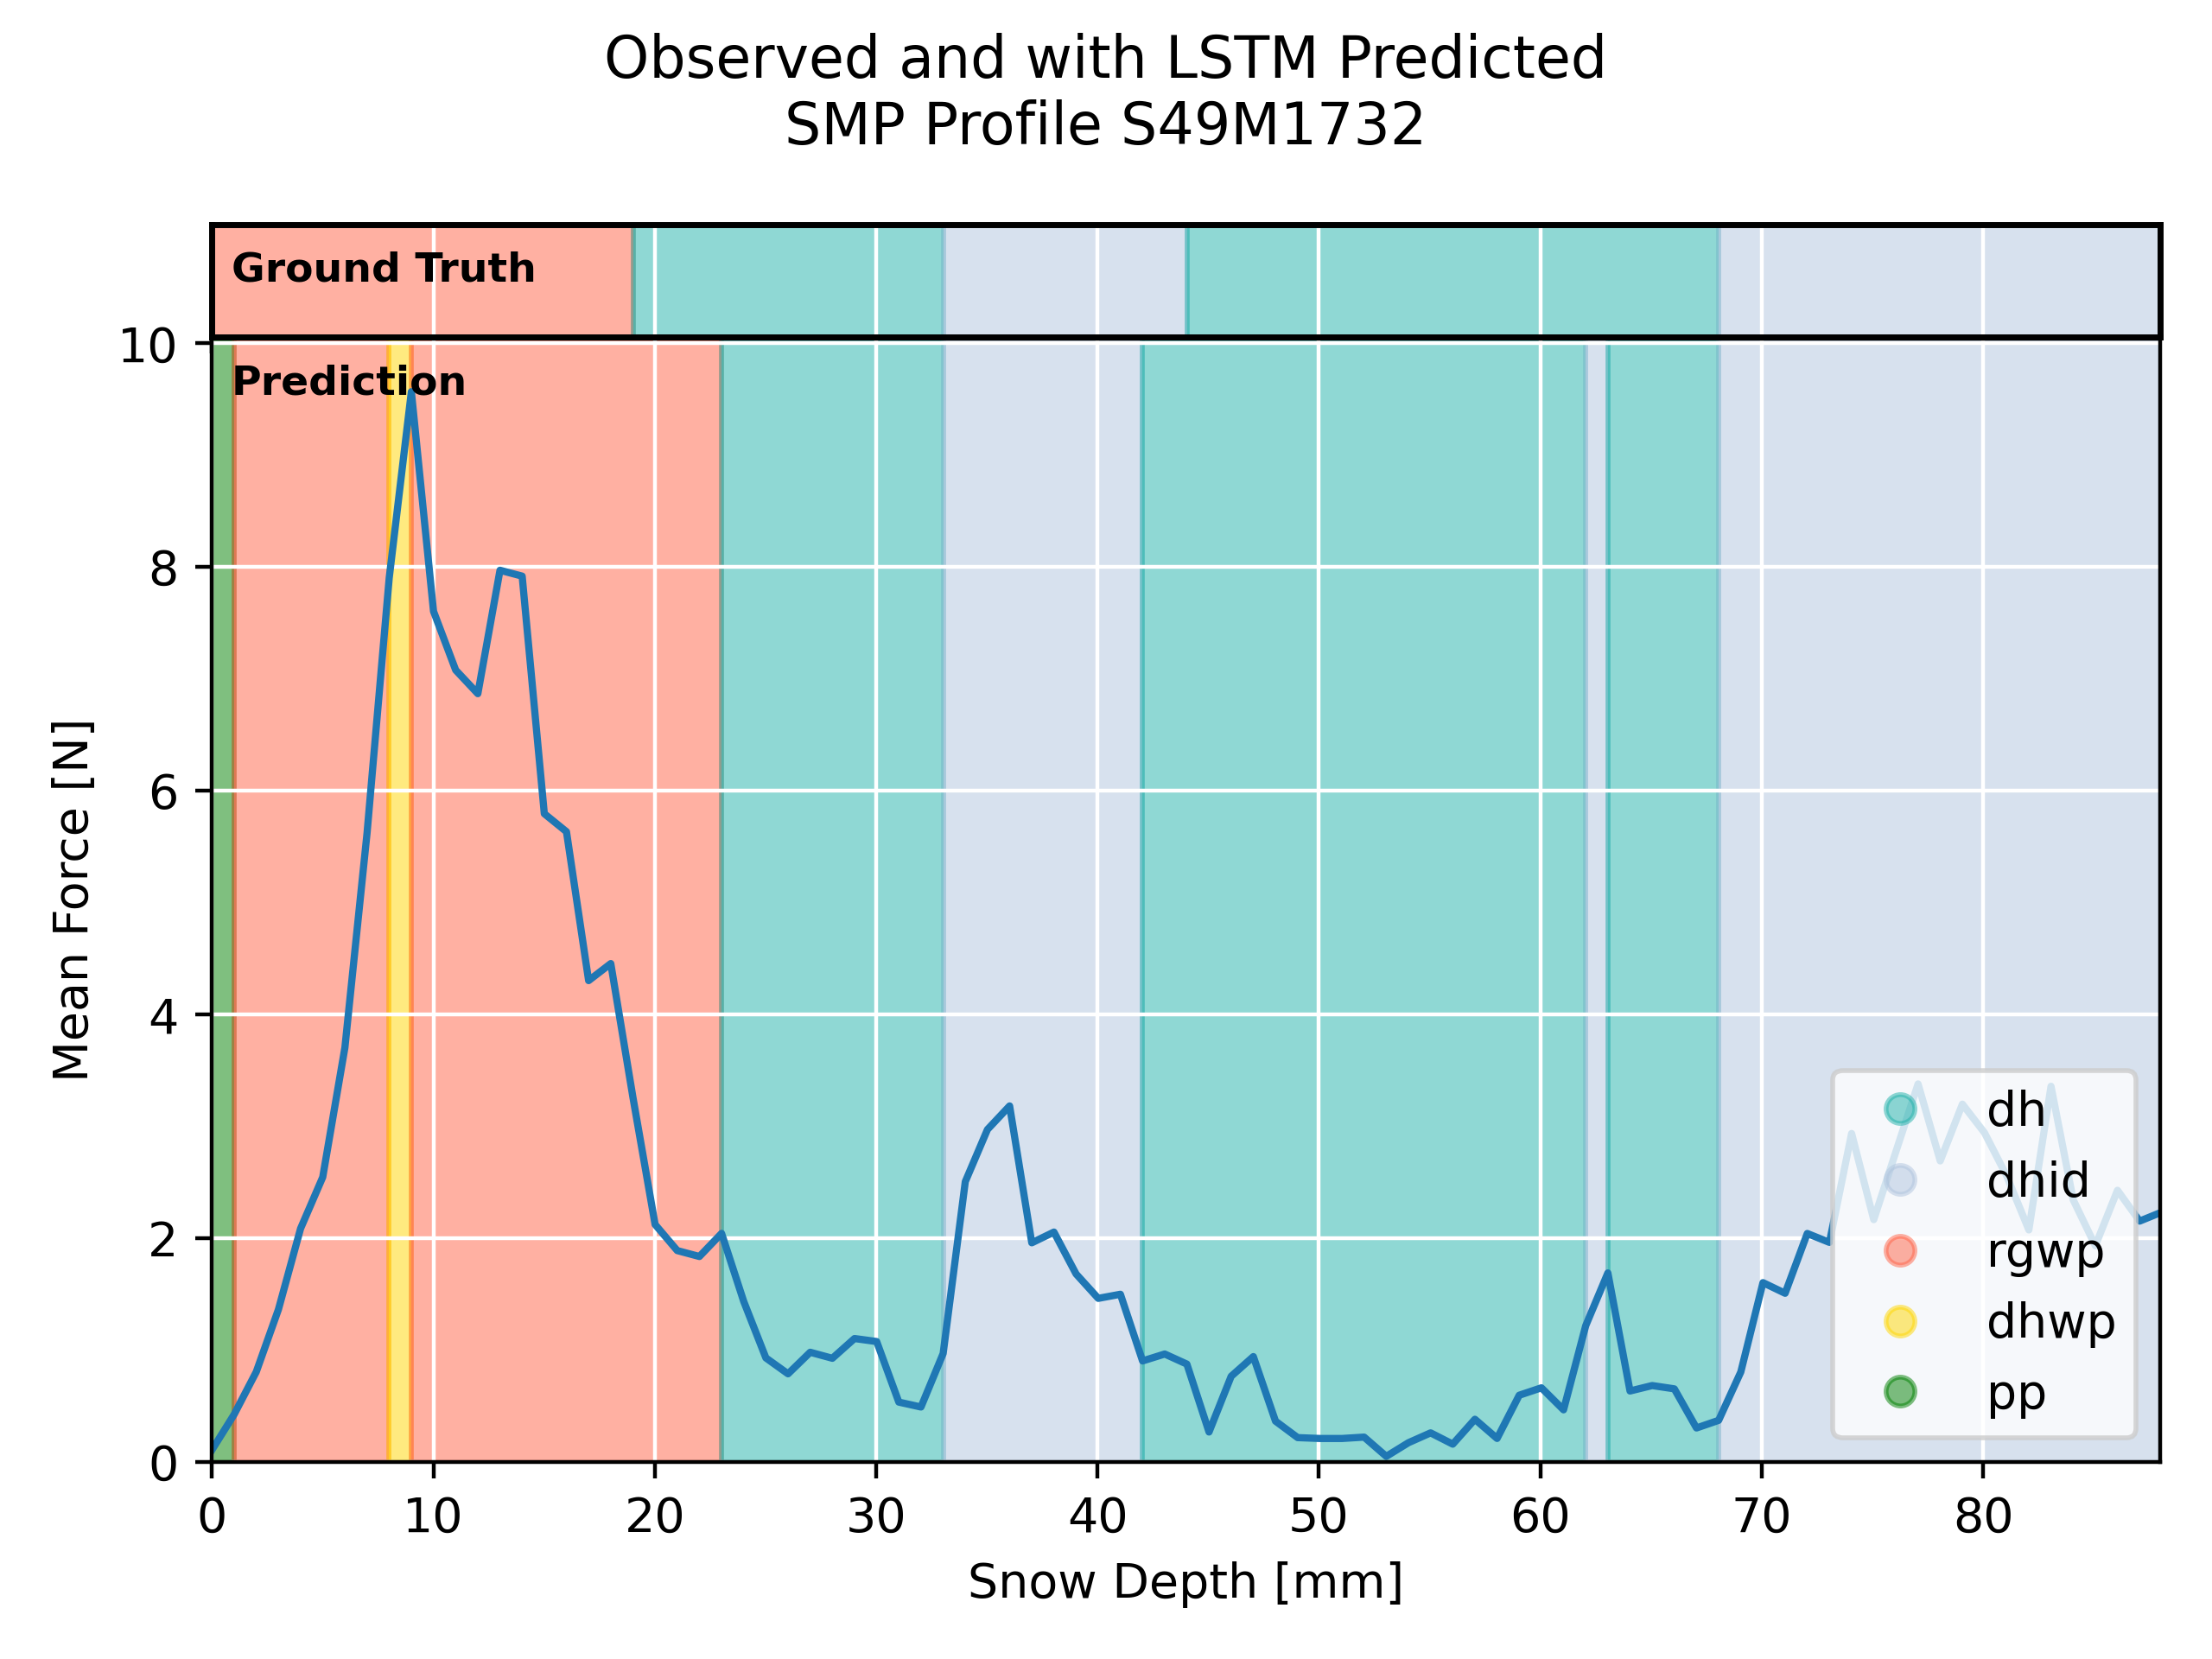 Observed and with LSTM Predicted
SMP Profile S49M1732
Ground Truth
Prediction
10
8
6
4
2
0
Mean Force [N]
dh
dhid
rgwp
dhwp
pp
0 10 20 30 40 50 60 70 80
Snow Depth [mm]